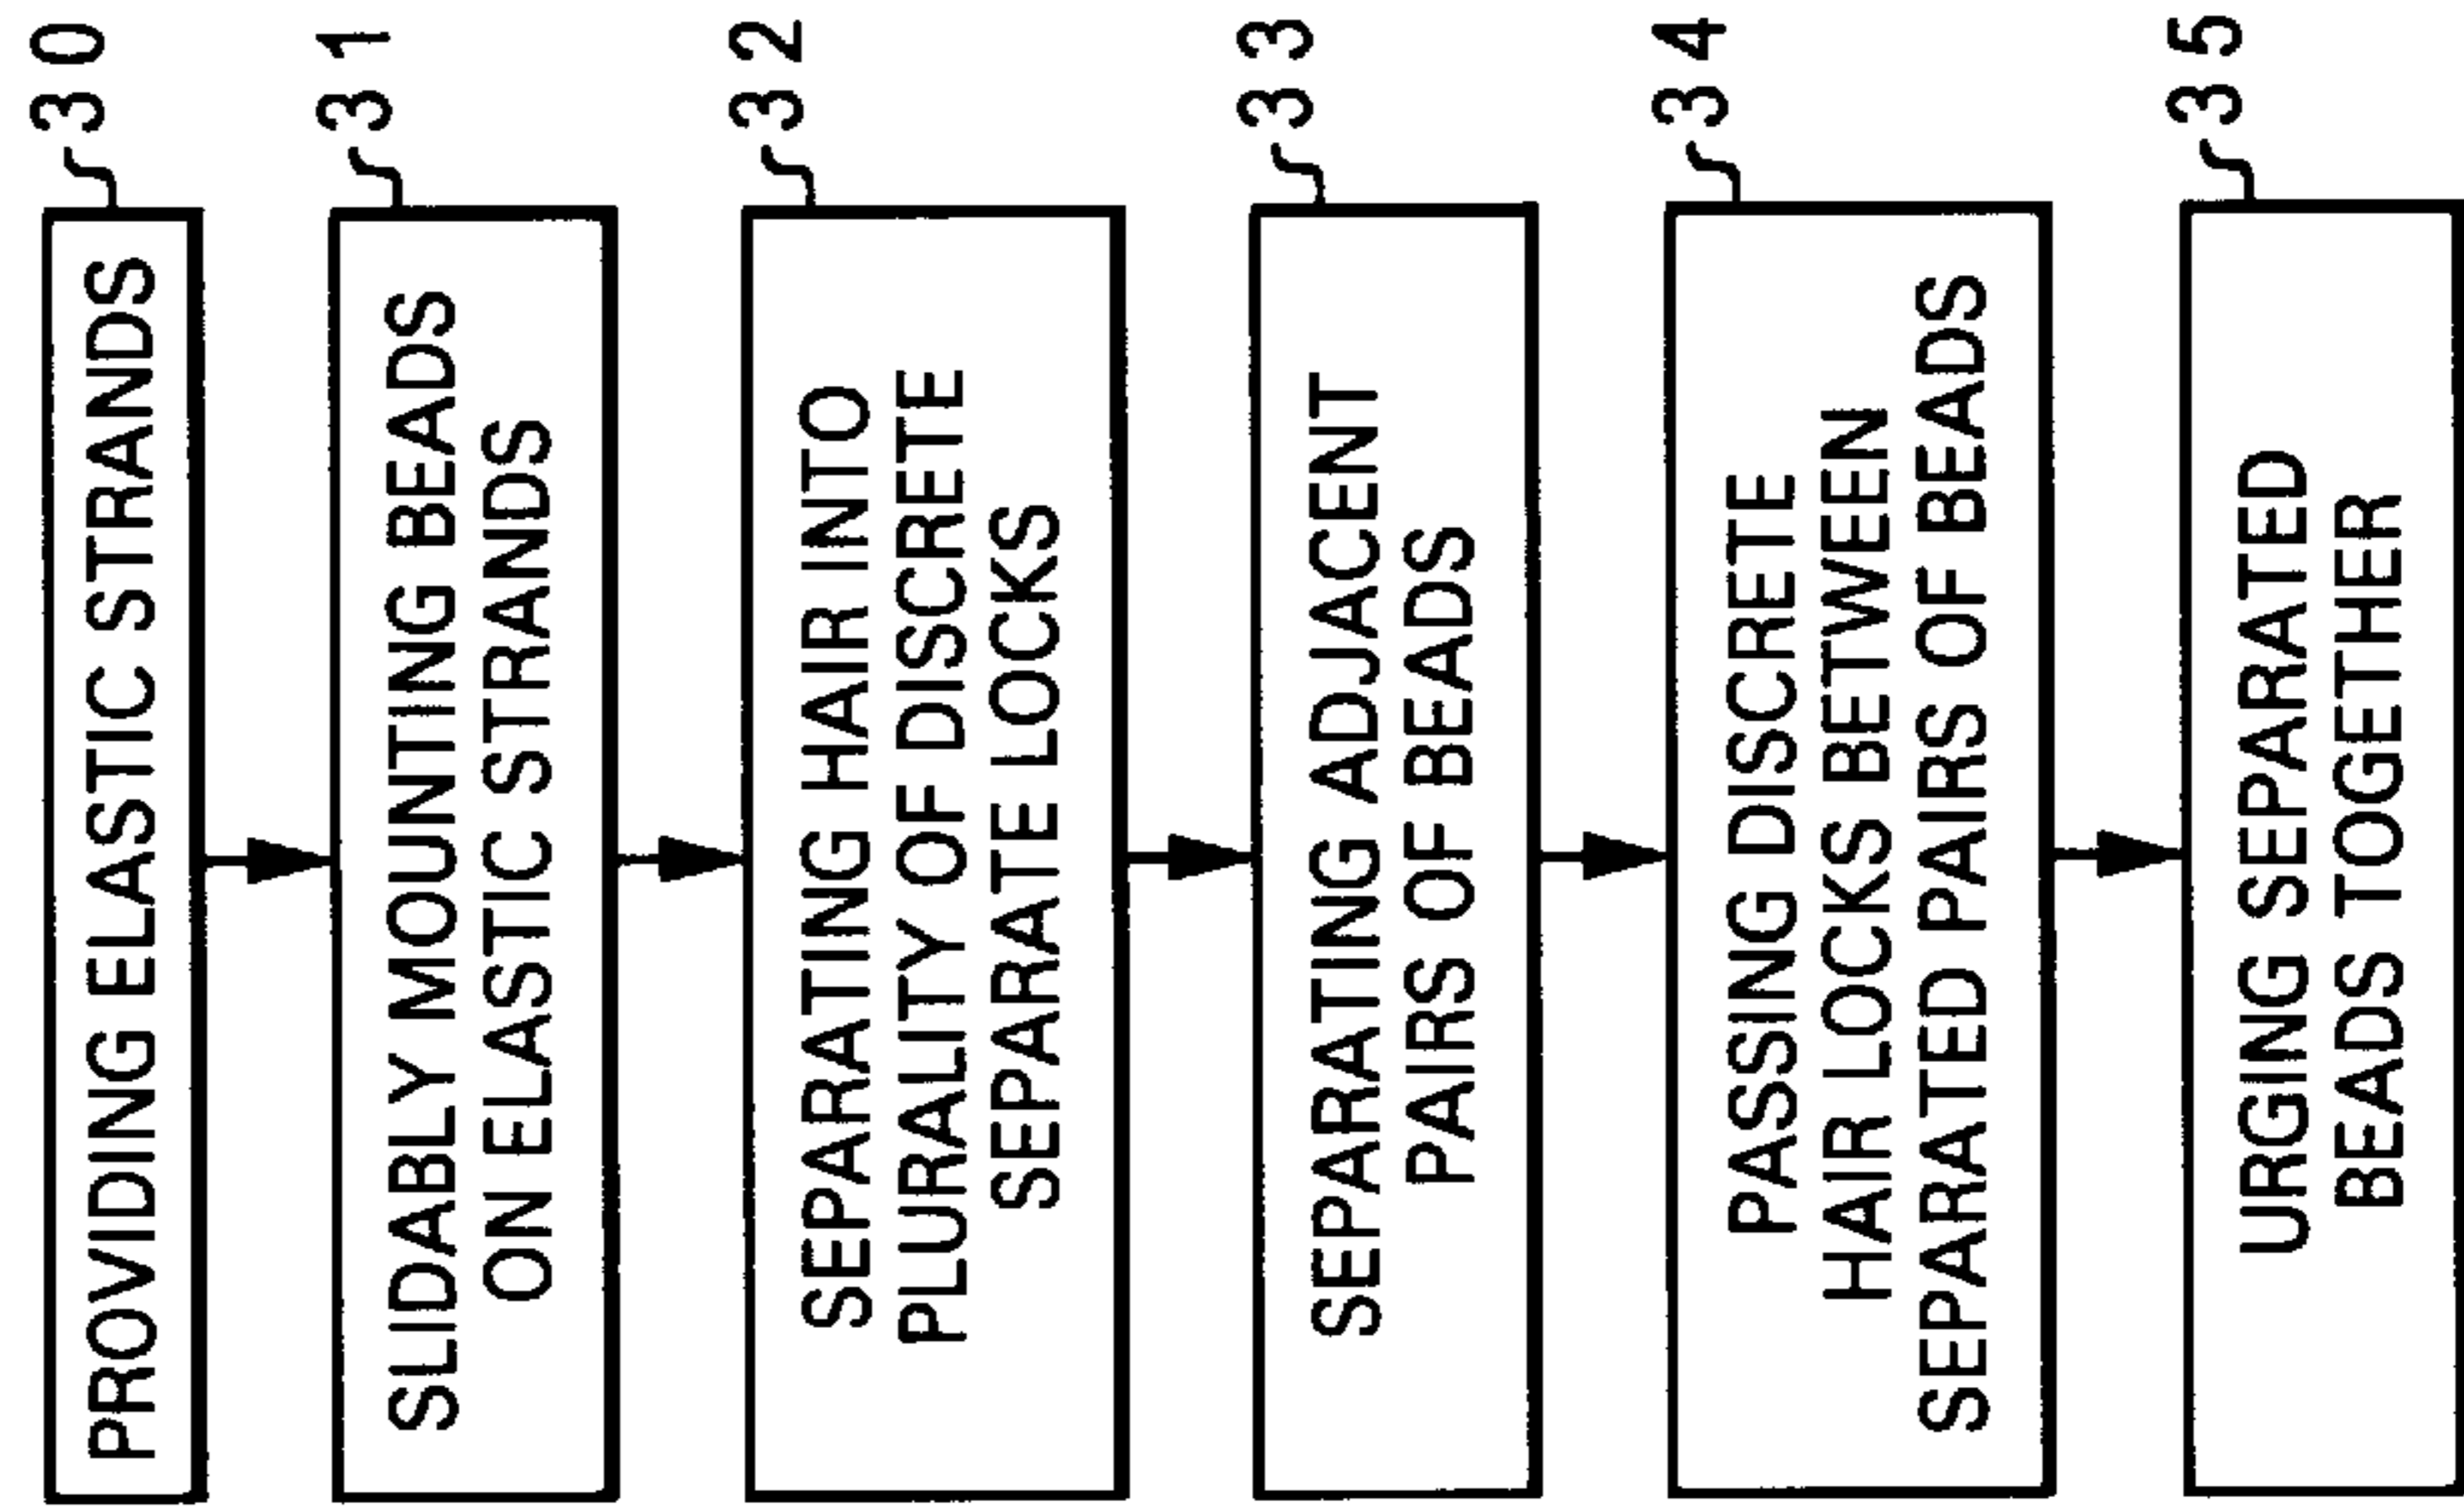 PROVIDING ELASTIC STRANDS
30
SLIDABLY MOUNTING BEADS
ON ELASTIC STRANDS
31
SEPARATING HAIR INTO
PLURALITY OF DISCRETE
SEPARATE LOCKS
32
SEPARATING ADJACENT
PAIRS OF BEADS
33
PASSING DISCRETE
HAIR LOCKS BETWEEN
SEPARATED PAIRS OF BEADS
34
URGING SEPARATED
BEADS TOGETHER
35